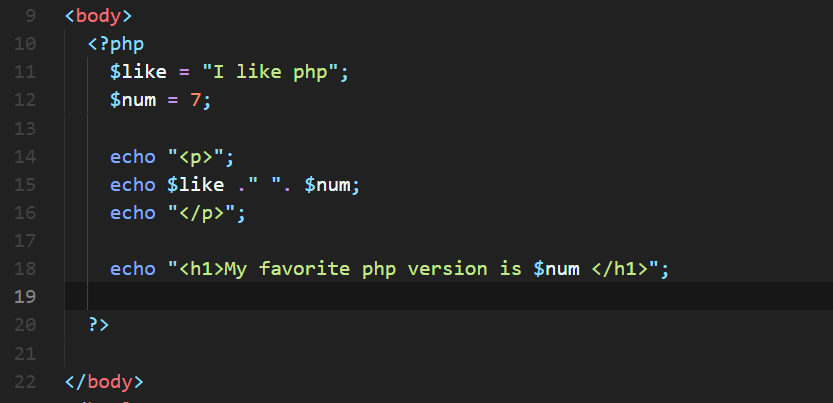 9 <body>
10 <?php
11 $like = "I like php";
12 $num = 7;
13
14 echo "<p>";
15 echo $like ." ". $num;
16 echo "</p>";
17
18 echo "<h1>My favorite php version is $num </h1>";
19
20 ?>
21
22 </body>